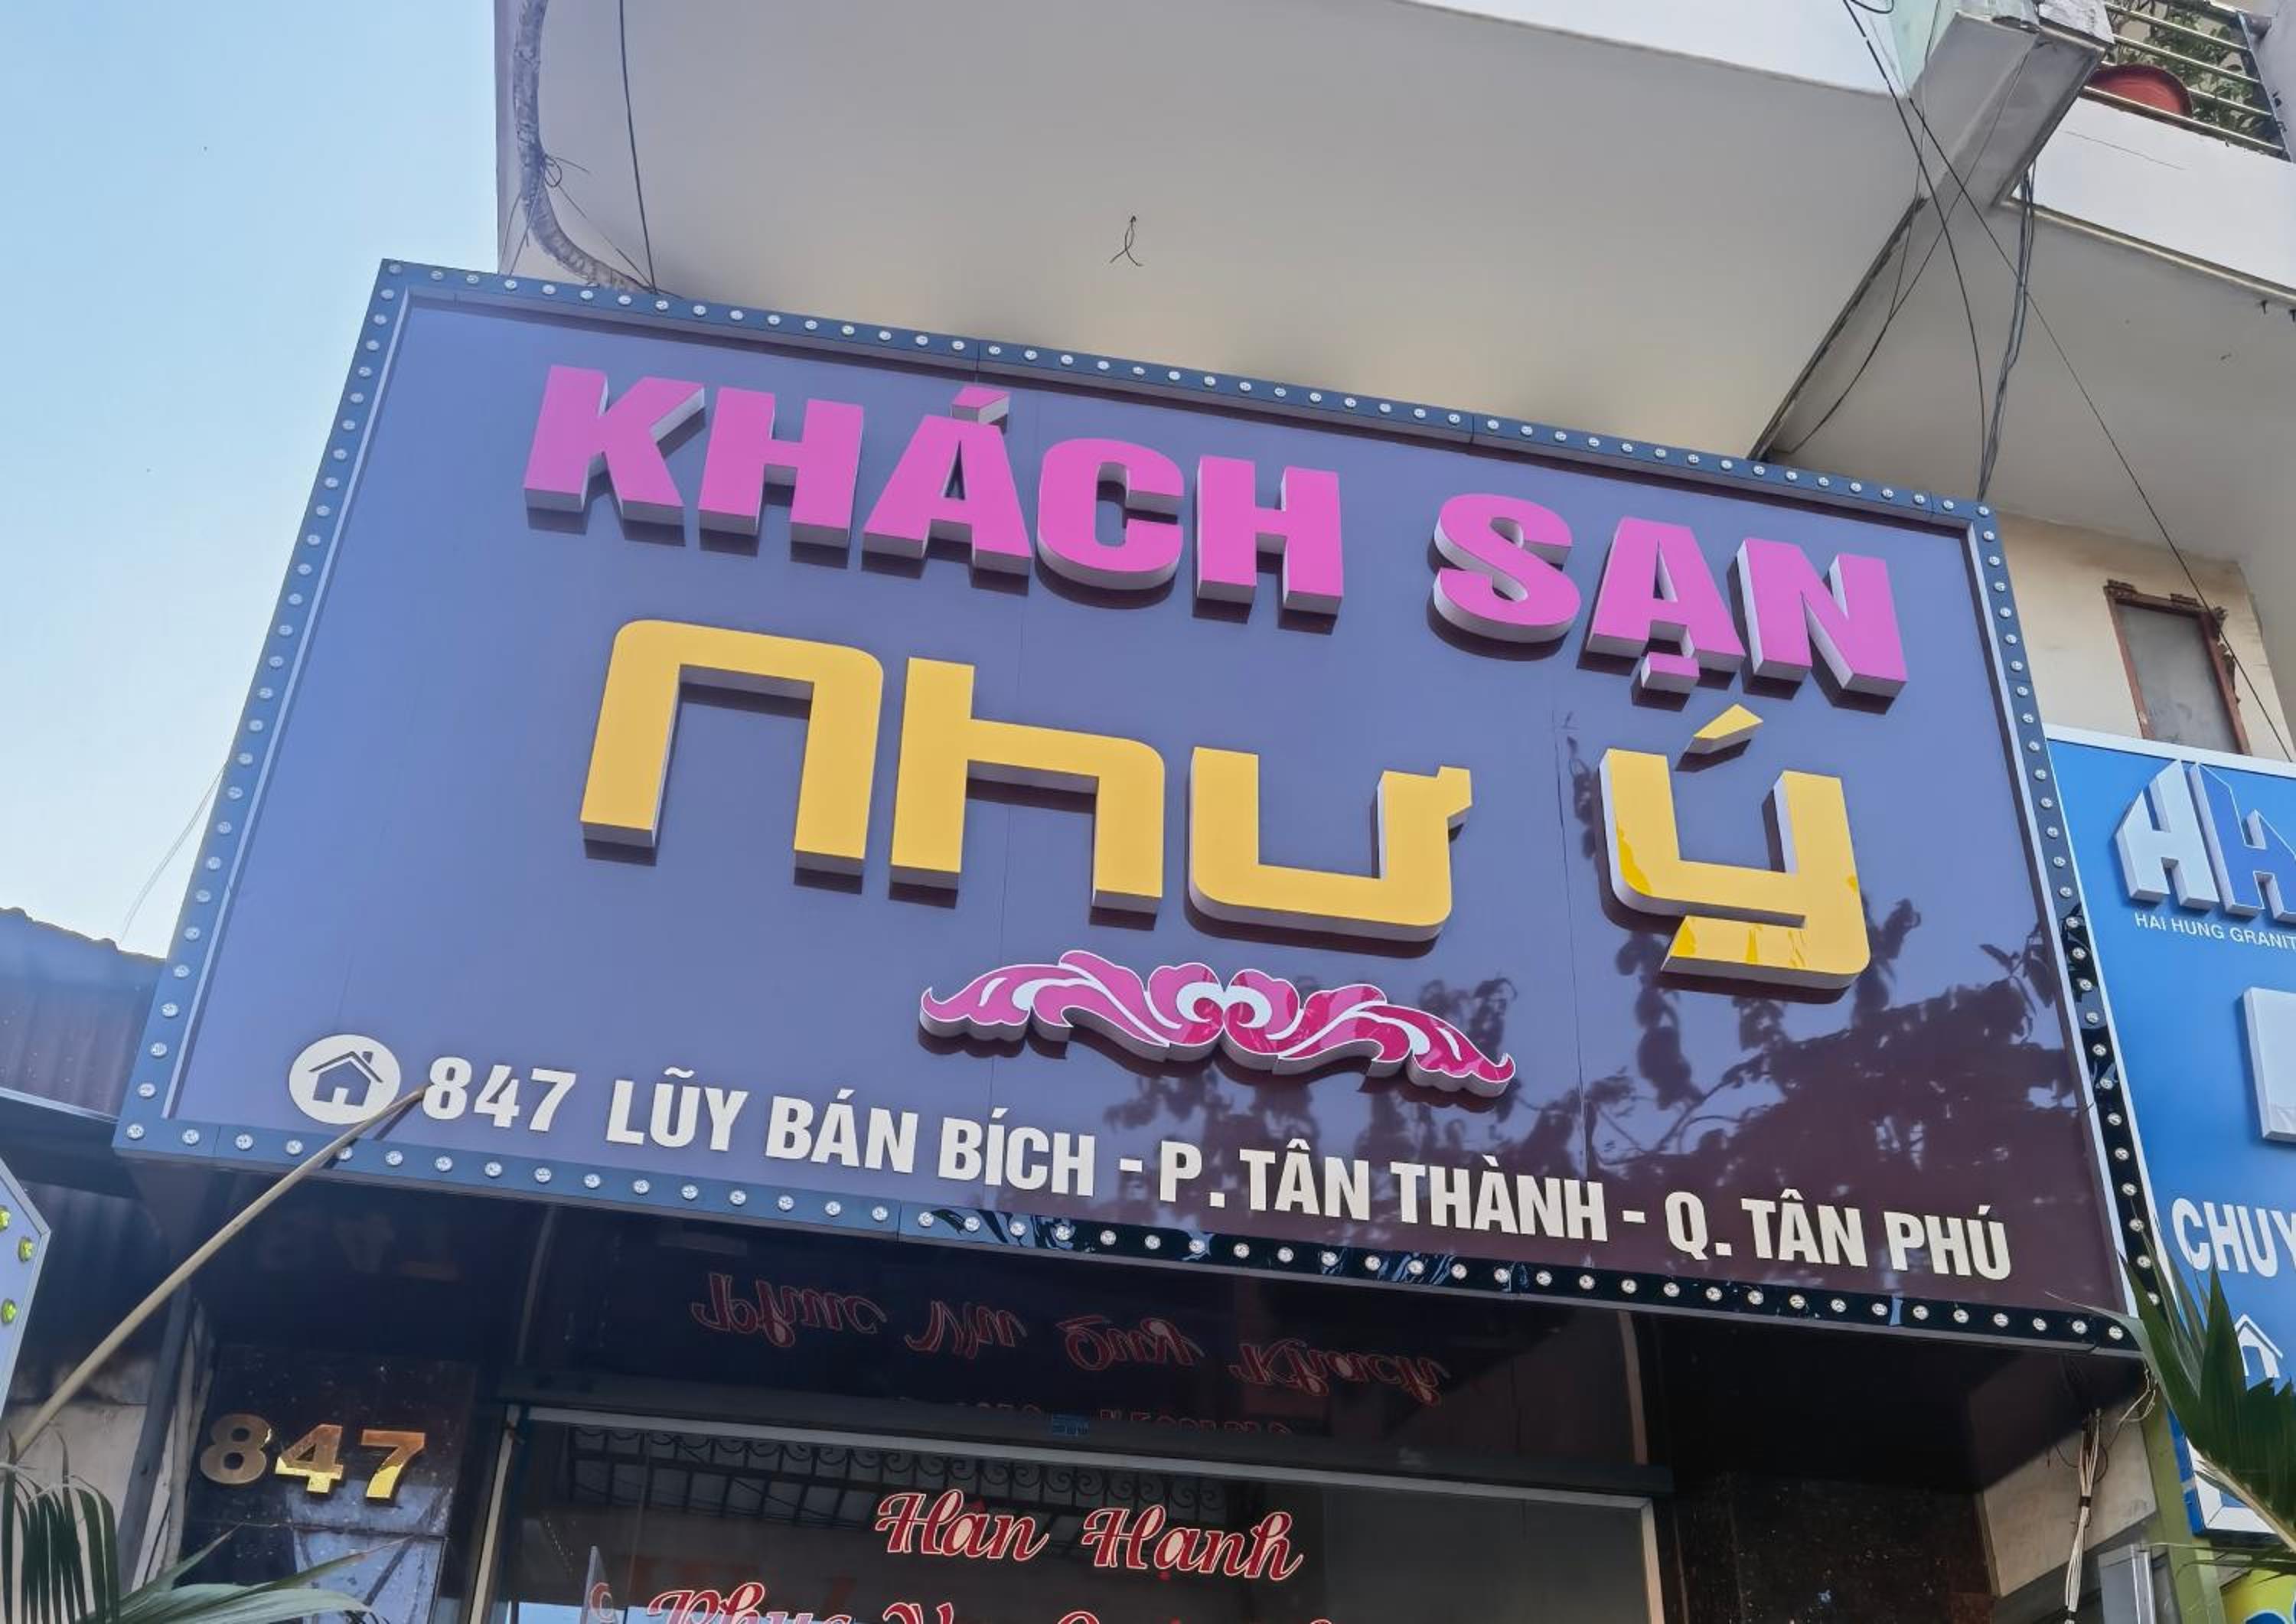 KHÁCH SẠN
Như Ý
847 LŨY BÁN BÍCH - P. TÂN THÀNH - Q. TÂN PHÚ
HAI HUNG GRANIT
CHUY
847
Hân Hạnh